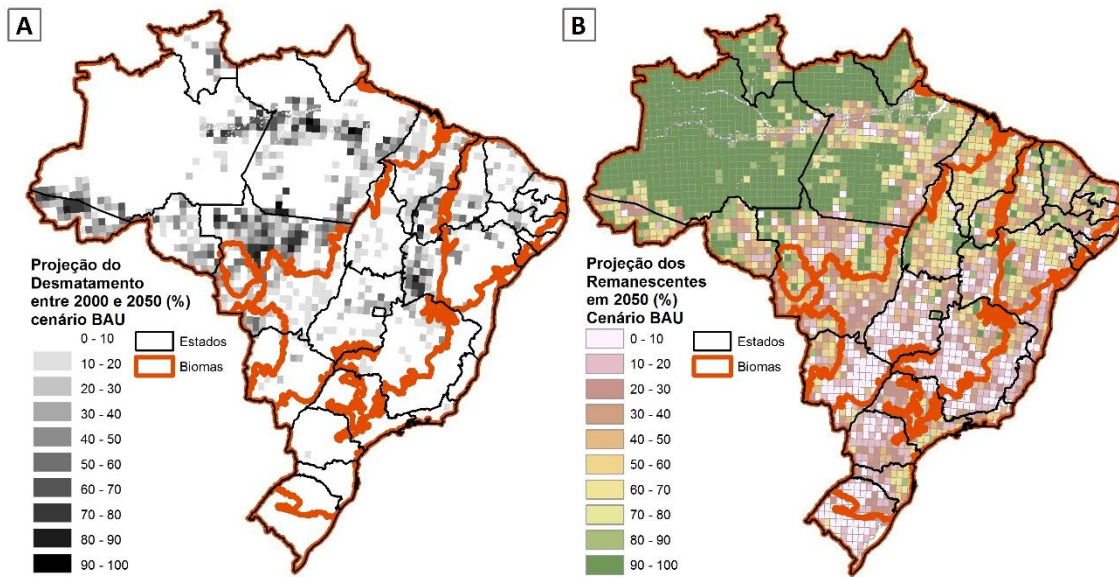 A
Projeção do
Desmatamento
entre 2000 e 2050 (%)
cenário BAU
0 - 10
10 - 20
20 - 30
30 - 40
40 - 50
50 - 60
60 - 70
70 - 80
80 - 90
90 - 100
Estados
Biomas
B
Projeção dos
Remanescentes
em 2050 (%)
Cenário BAU
0 - 10
10 - 20
20 - 30
30 - 40
40 - 50
50 - 60
60 - 70
70 - 80
80 - 90
90 - 100
Estados
Biomas